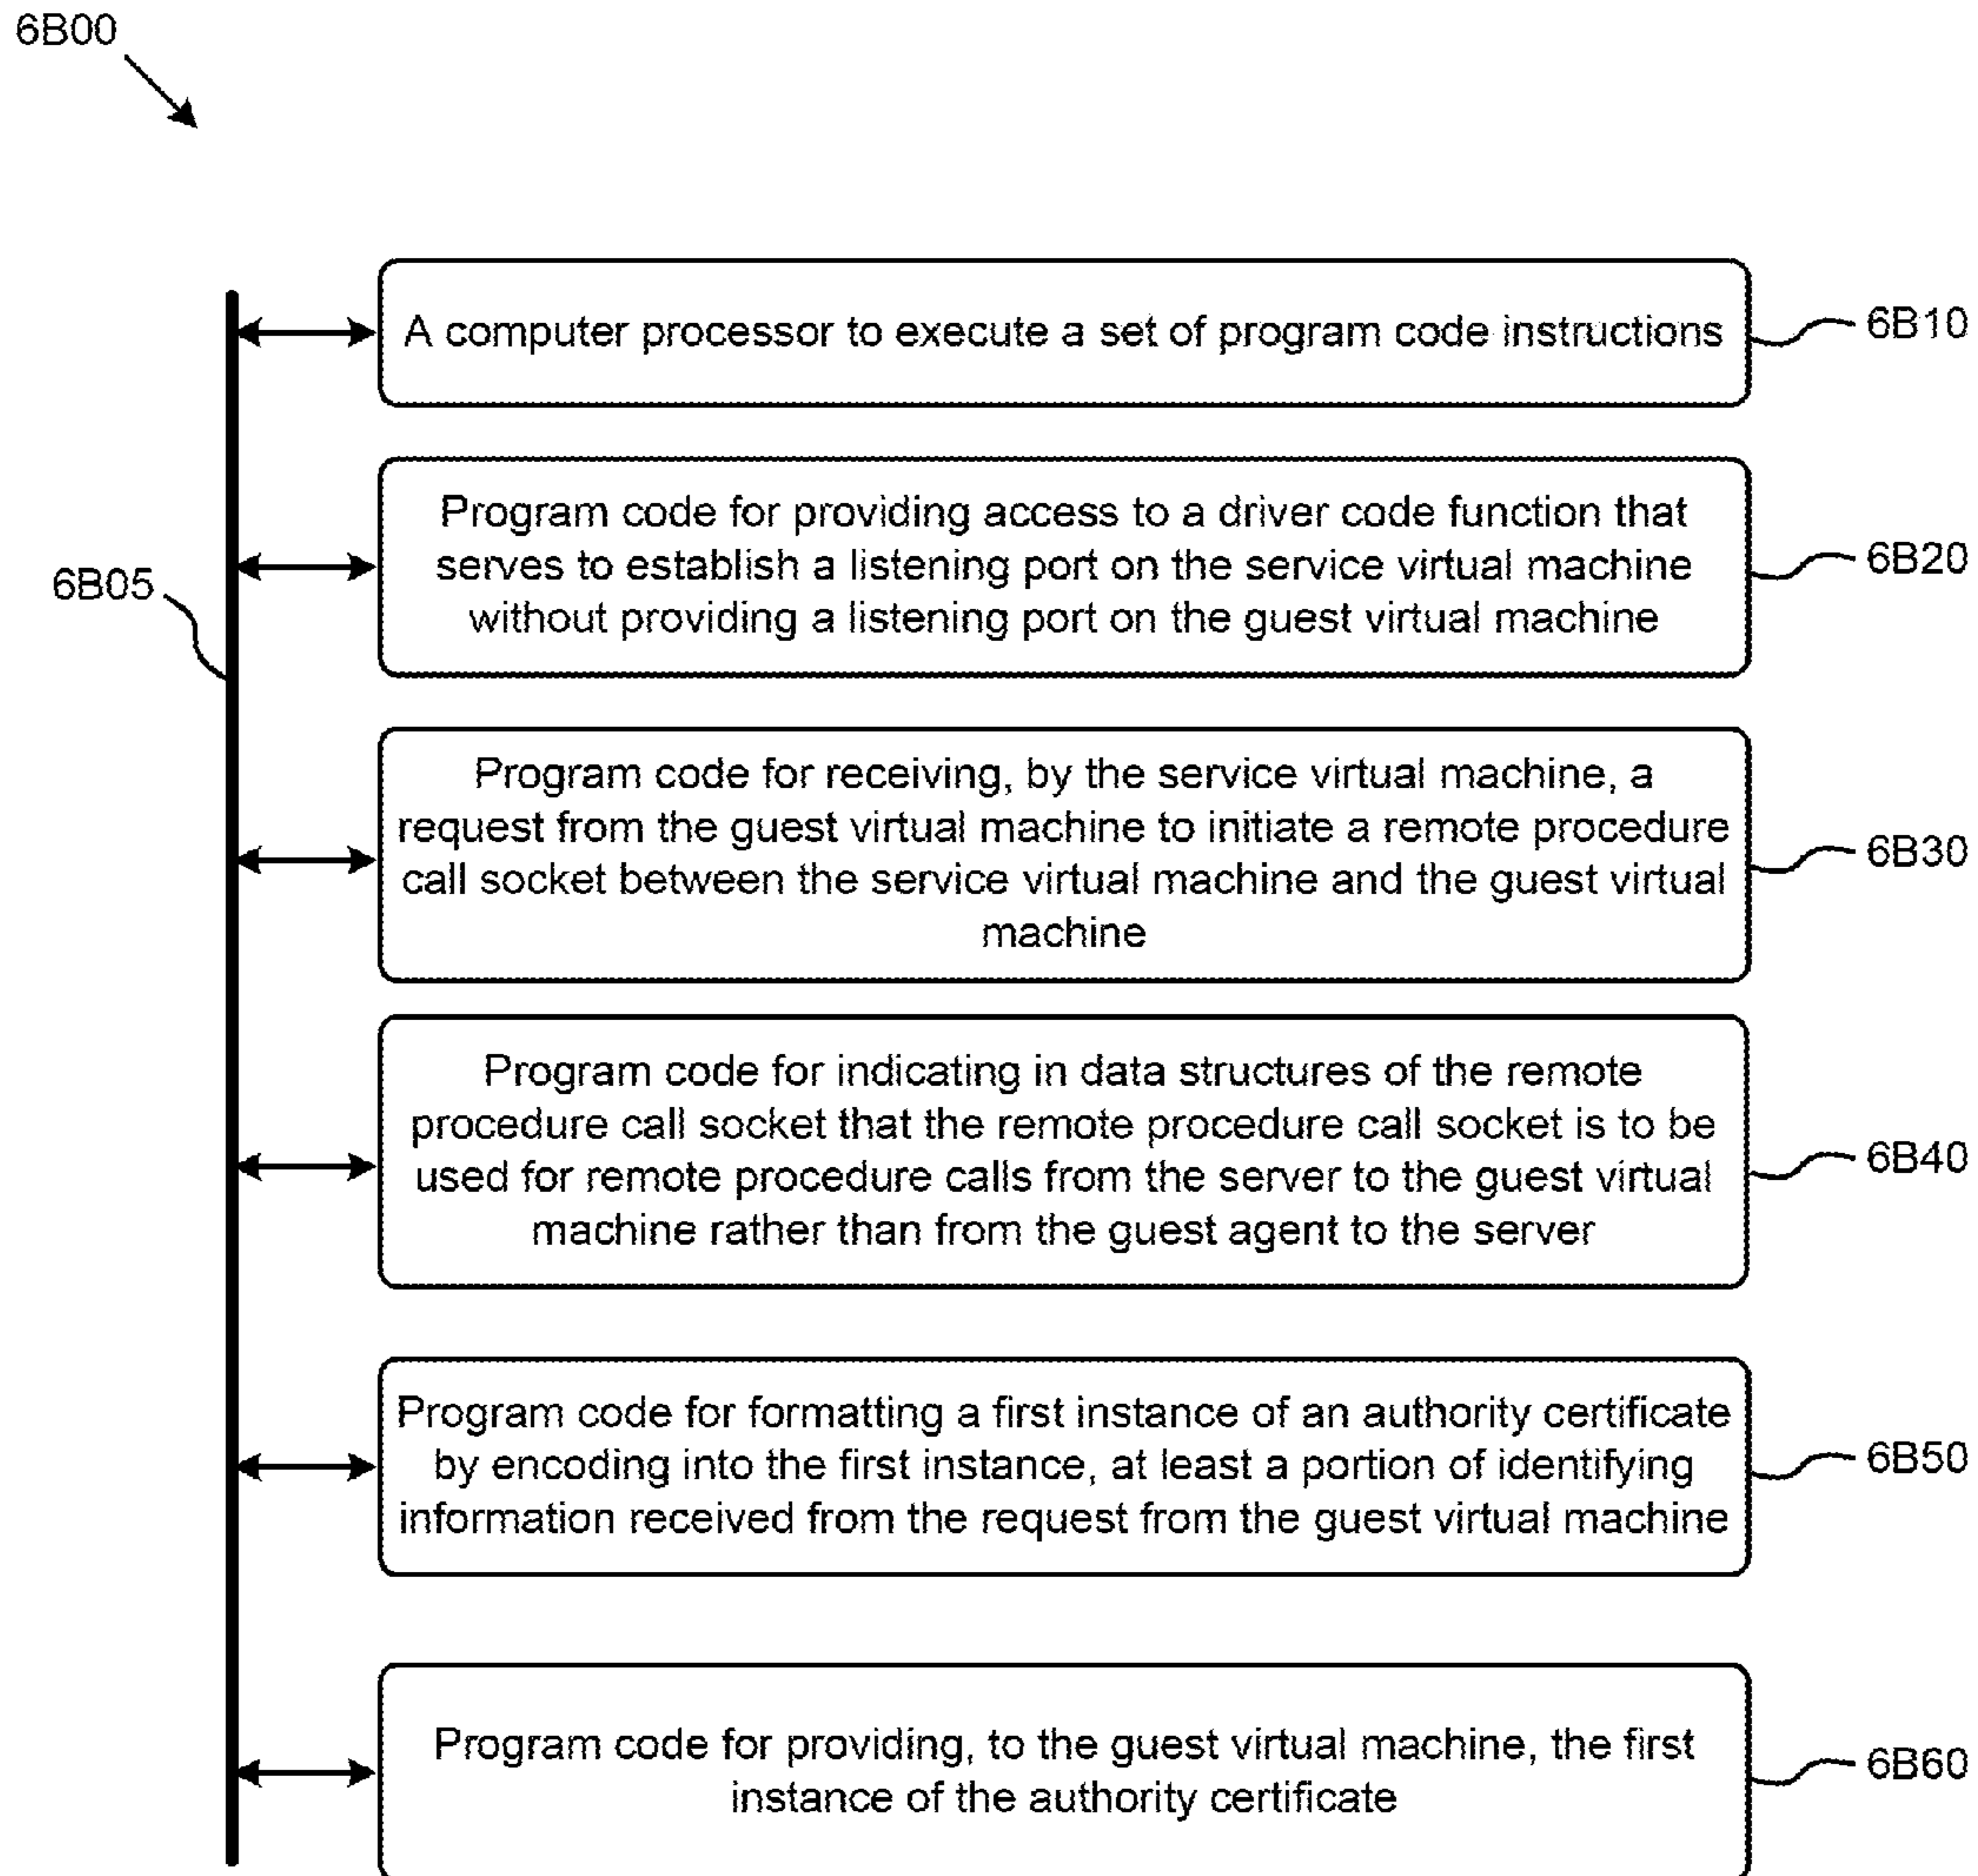 6B00
A computer processor to execute a set of program code instructions
6B10
Program code for providing access to a driver code function that
serves to establish a listening port on the service virtual machine
without providing a listening port on the guest virtual machine
6B20
6B05
Program code for receiving, by the service virtual machine, a
request from the guest virtual machine to initiate a remote procedure
call socket between the service virtual machine and the guest virtual
machine
6B30
Program code for indicating in data structures of the remote
procedure call socket that the remote procedure call socket is to be
used for remote procedure calls from the server to the guest virtual
machine rather than from the guest agent to the server
6B40
Program code for formatting a first instance of an authority certificate
by encoding into the first instance, at least a portion of identifying
information received from the request from the guest virtual machine
6B50
Program code for providing, to the guest virtual machine, the first
instance of the authority certificate
6B60